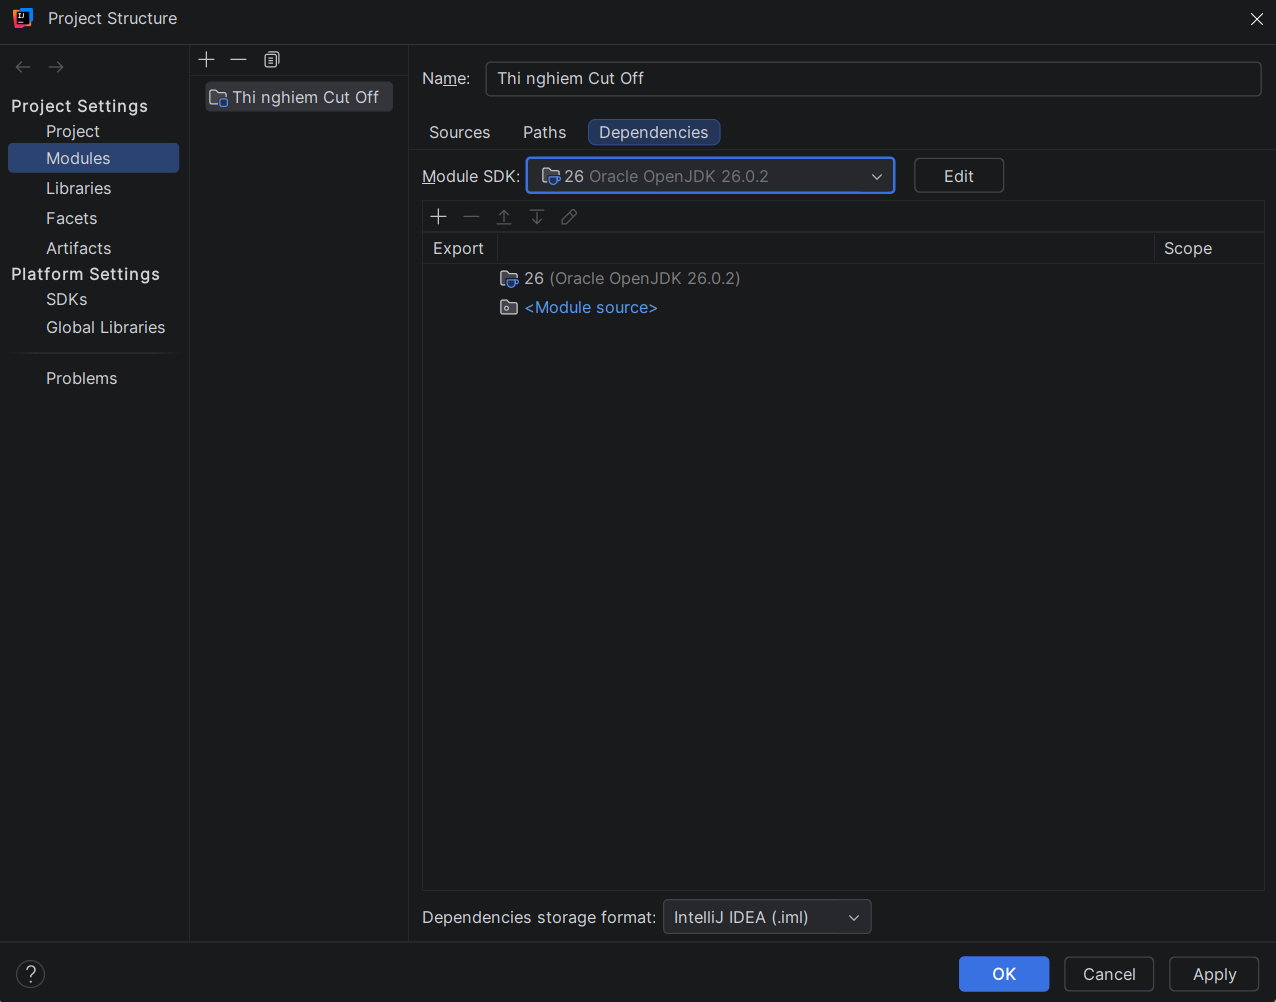 Project Structure
Project Settings
Project
Modules
Libraries
Facets
Artifacts
Platform Settings
SDKs
Global Libraries
Problems
Thi nghiem Cut Off
Name: Thi nghiem Cut Off
Sources Paths Dependencies
Module SDK: 26 Oracle OpenJDK 26.0.2 Edit
Export Scope
26 (Oracle OpenJDK 26.0.2)
<Module source>
Dependencies storage format: IntelliJ IDEA (.iml)
? OK Cancel Apply